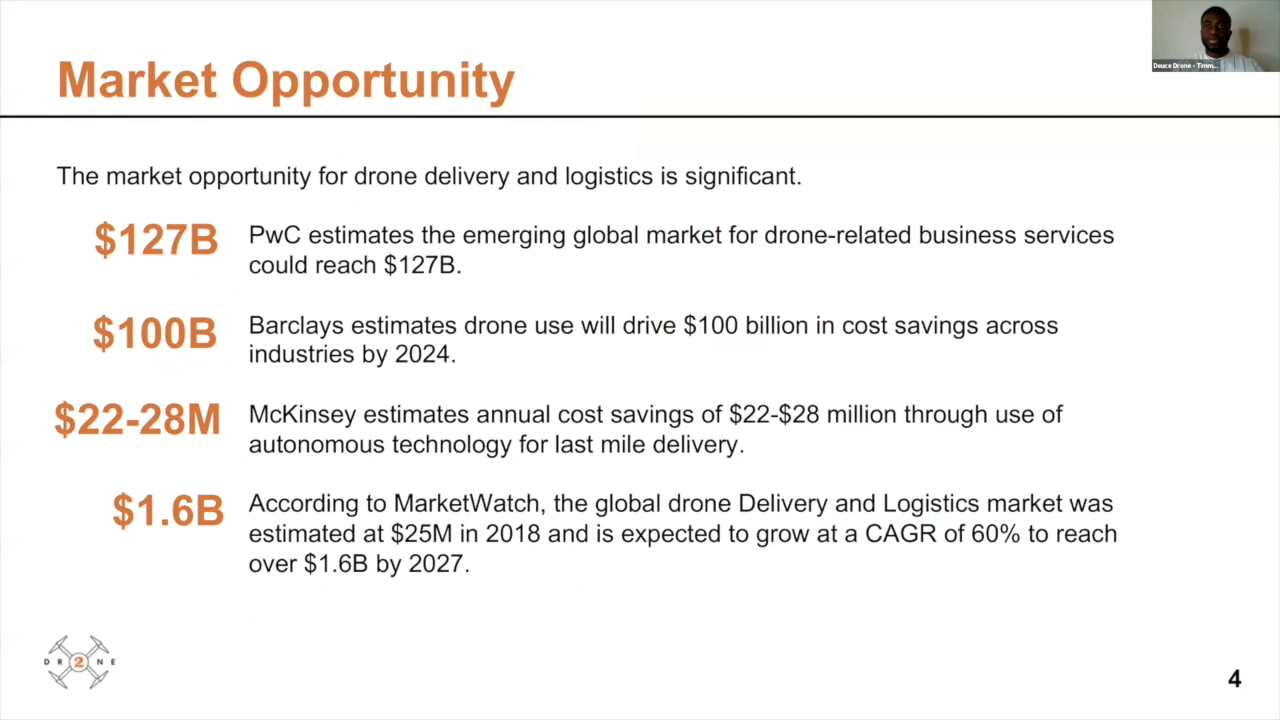 Market Opportunity
Deuce Drone - Timm...
The market opportunity for drone delivery and logistics is significant.
$127B
PwC estimates the emerging global market for drone-related business services
could reach $127B.
$100B
Barclays estimates drone use will drive $100 billion in cost savings across
industries by 2024.
$22-28M
McKinsey estimates annual cost savings of $22-$28 million through use of
autonomous technology for last mile delivery.
$1.6B
According to MarketWatch, the global drone Delivery and Logistics market was
estimated at $25M in 2018 and is expected to grow at a CAGR of 60% to reach
over $1.6B by 2027.
DR2NE
4